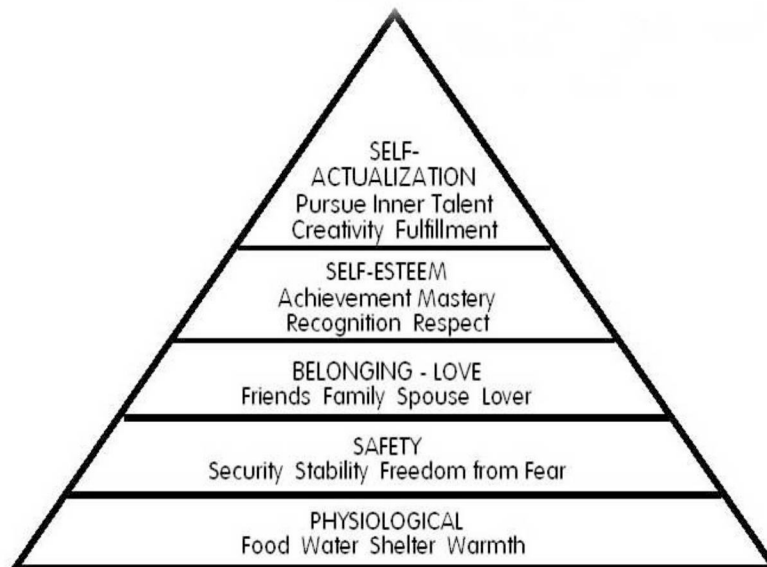 SELF-
ACTUALIZATION
Pursue Inner Talent
Creativity Fulfillment
SELF-ESTEEM
Achievement Mastery
Recognition Respect
BELONGING - LOVE
Friends Family Spouse Lover
SAFETY
Security Stability Freedom from Fear
PHYSIOLOGICAL
Food Water Shelter Warmth